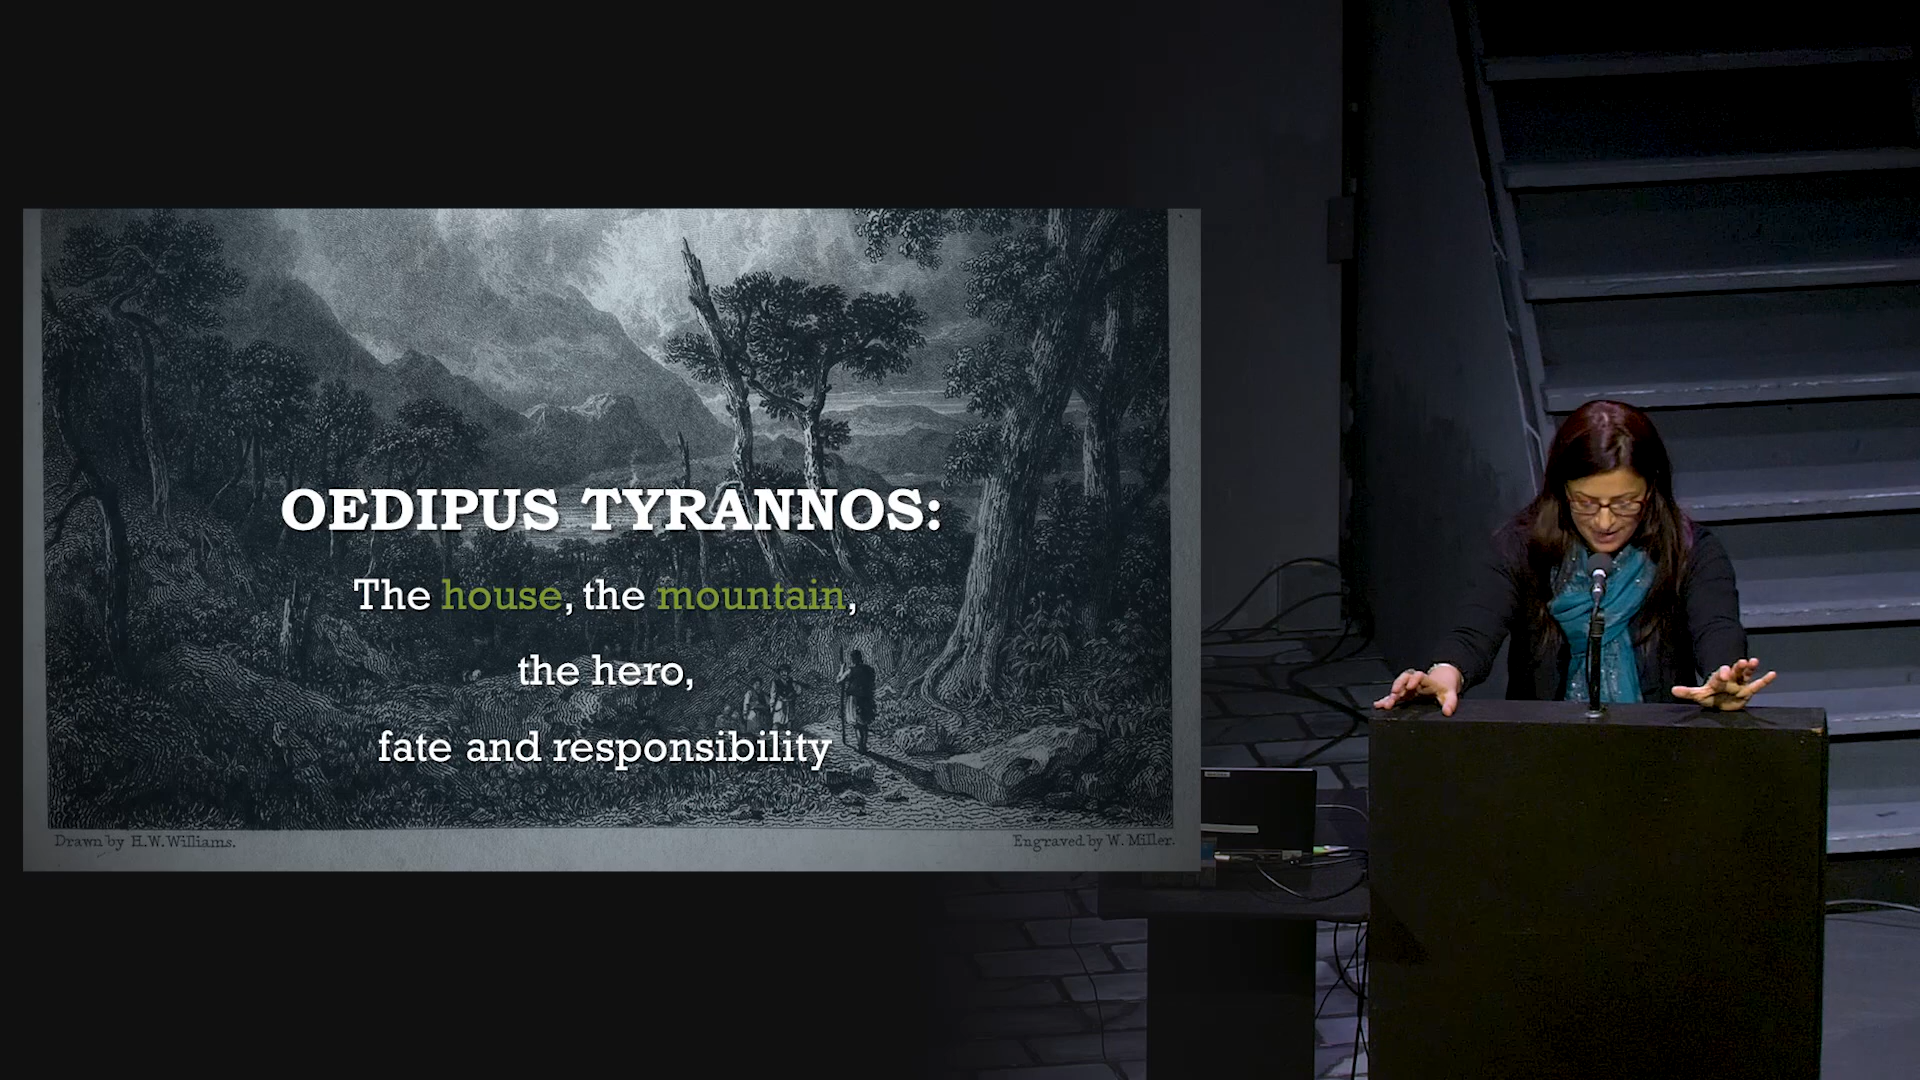 OEDIPUS TYRANNOS:
The house, the mountain,
the hero,
fate and responsibility
Drawn by H.W. Williams.
Engraved by W. Miller.